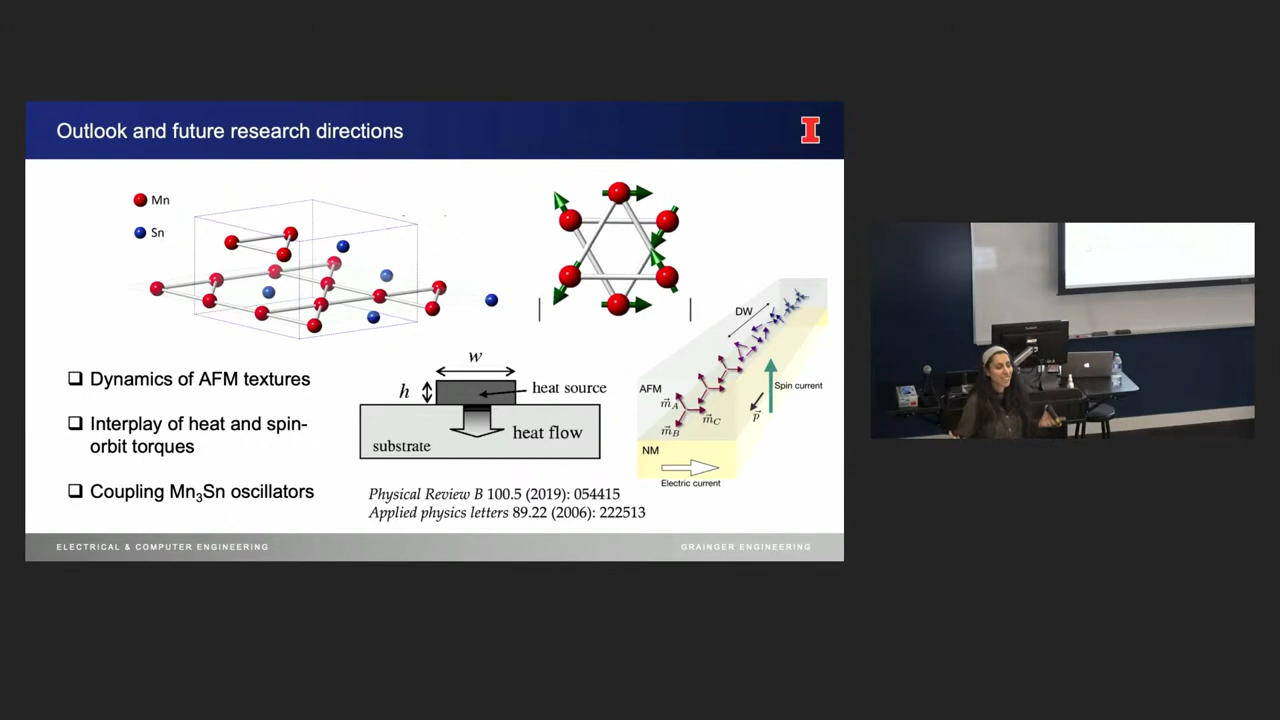 Outlook and future research directions
Mn
Sn
DW
AFM
m⃗A
m⃗B
m⃗C
p⃗
Spin current
NM
Electric current
w
h
heat source
substrate
heat flow
❑ Dynamics of AFM textures
❑ Interplay of heat and spin-
orbit torques
❑ Coupling Mn₃Sn oscillators
Physical Review B 100.5 (2019): 054415
Applied physics letters 89.22 (2006): 222513
ELECTRICAL & COMPUTER ENGINEERING
GRAINGER ENGINEERING